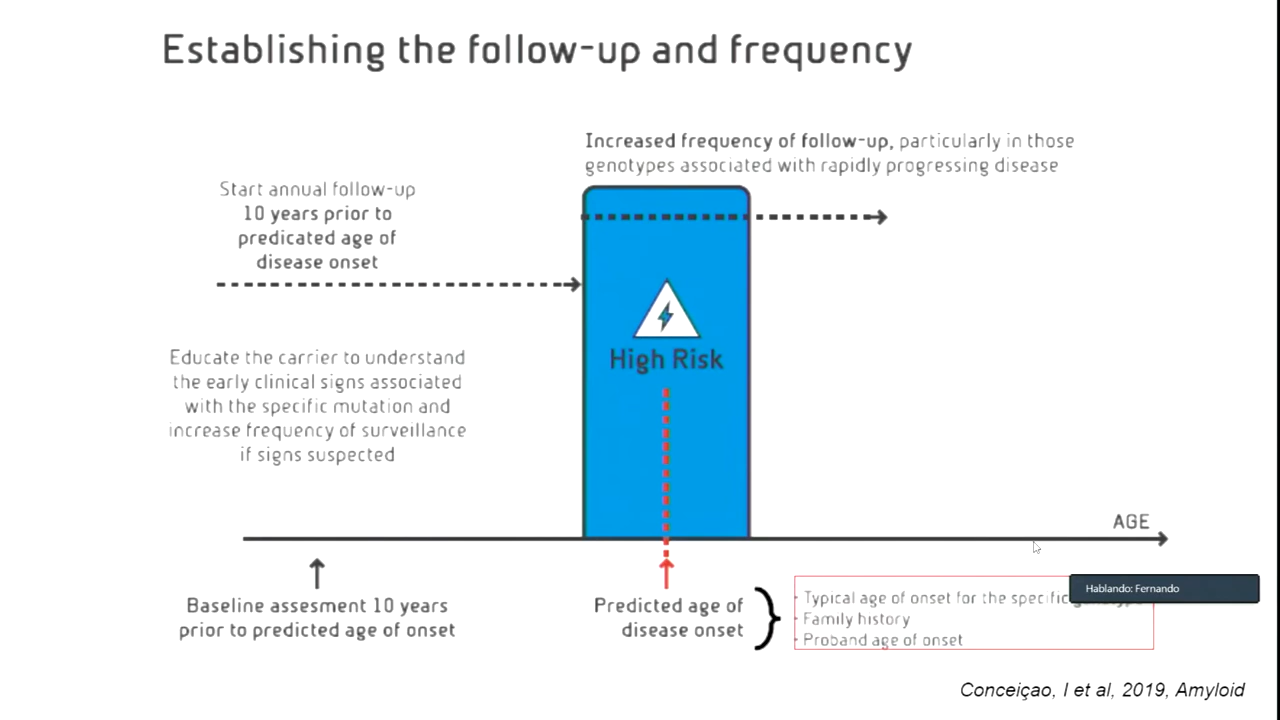 Establishing the follow-up and frequency
Increased frequency of follow-up, particularly in those
genotypes associated with rapidly progressing disease
Start annual follow-up
10 years prior to
predicated age of
disease onset
High Risk
Educate the carrier to understand
the early clinical signs associated
with the specific mutation and
increase frequency of surveillance
if signs suspected
AGE
Baseline assesment 10 years
prior to predicted age of onset
Predicted age of
disease onset
Typical age of onset for the specific
Family history
Proband age of onset
Hablando: Fernando
Conceiçao, I et al, 2019, Amyloid